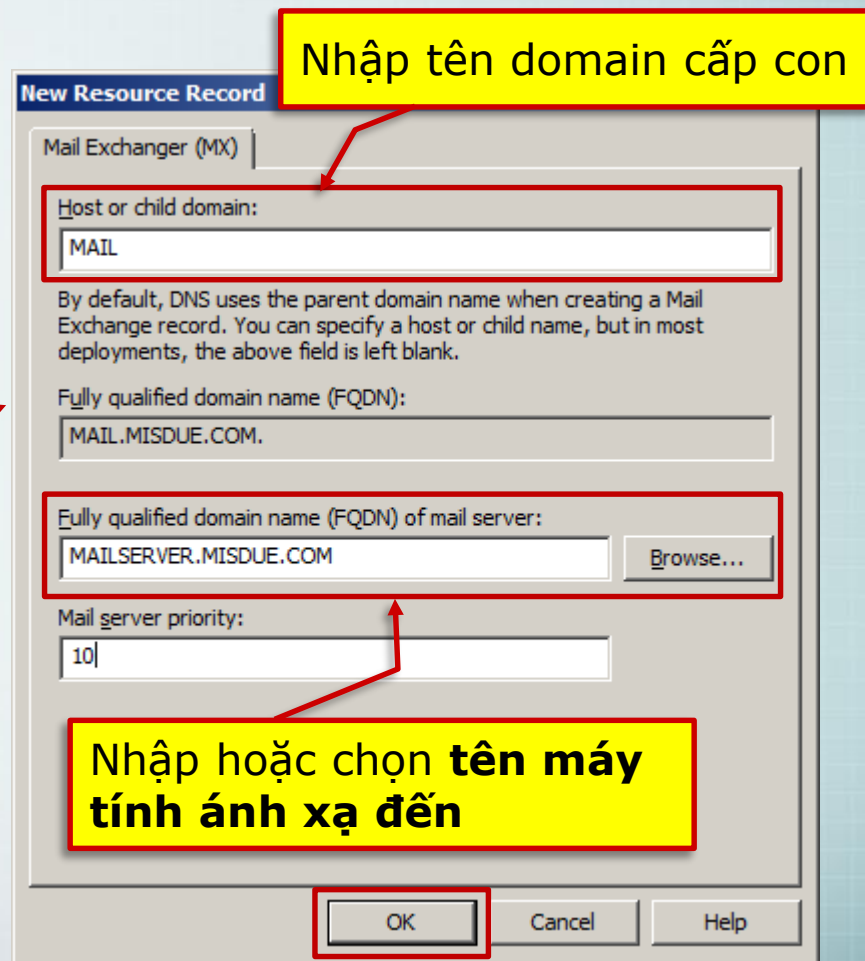 Nhập tên domain cấp con
New Resource Record
Mail Exchanger (MX)
Host or child domain:
MAIL
By default, DNS uses the parent domain name when creating a Mail
Exchange record. You can specify a host or child name, but in most
deployments, the above field is left blank.
Fully qualified domain name (FQDN):
MAIL.MISDUE.COM.
Fully qualified domain name (FQDN) of mail server:
MAILSERVER.MISDUE.COM
Browse...
Mail server priority:
10
Nhập hoặc chọn tên máy
tính ánh xạ đến
OK
Cancel
Help